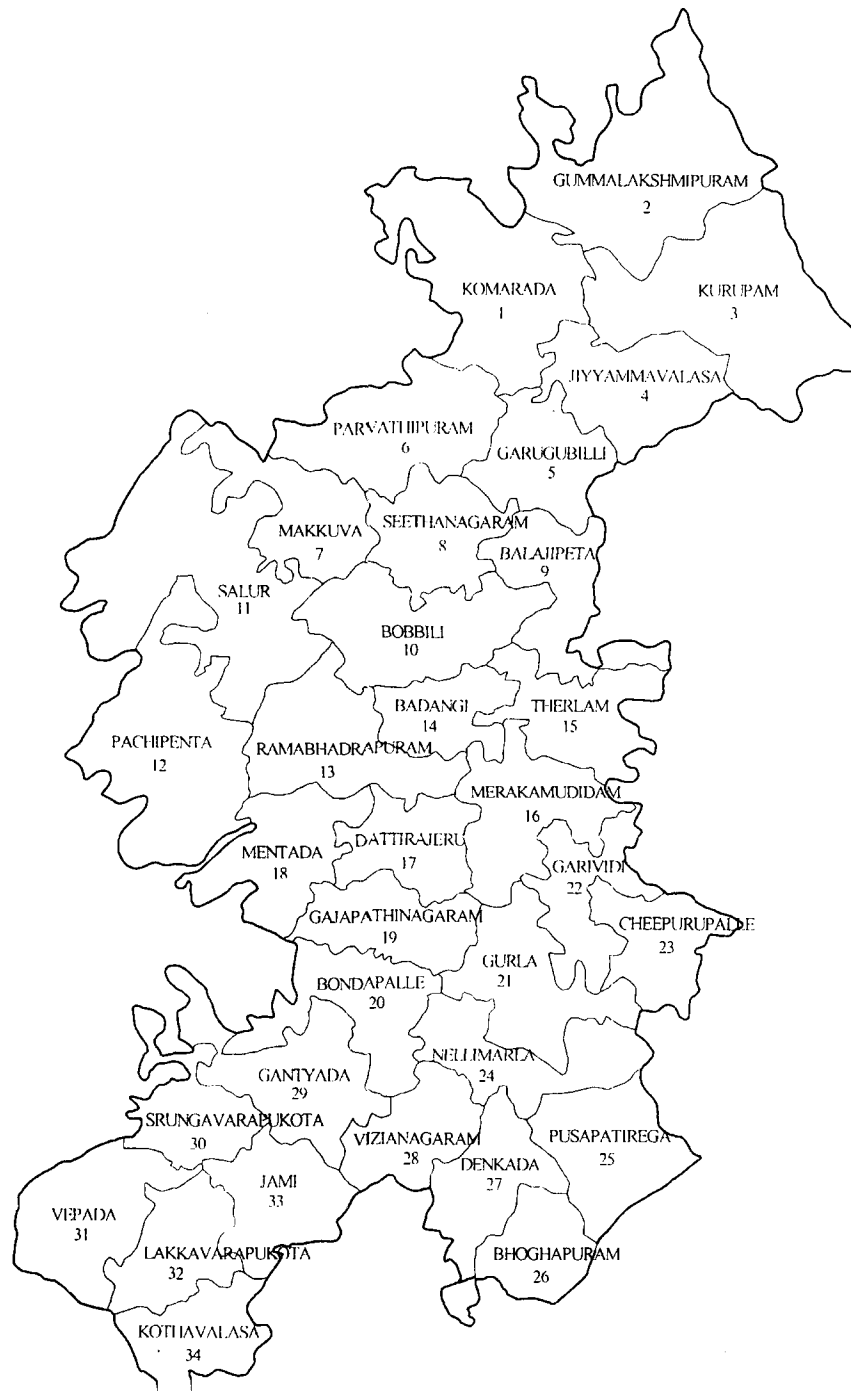 GUMMALAKSHMIPURAM
2
KOMARADA
1
KURUPAM
3
JIYYAMMAVALASA
4
PARVATHIPURAM
6
GARUGUBILLI
5
MAKKUVA
7
SEETHANAGARAM
8
BALAJIPETA
9
SALUR
11
BOBBILI
10
BADANGI
14
THERLAM
15
PACHIPENTA
12
RAMABHADRAPURAM
13
MERAKAMUDIDAM
16
MENTADA
18
DATTIRAJERU
17
GARIVIDI
22
GAJAPATHINAGARAM
19
CHEEPURUPALLE
23
GURLA
21
BONDAPALLE
20
NELLIMARLA
24
GANTYADA
29
SRUNGAVARAPUKOTA
30
VIZIANAGARAM
28
PUSAPATIREGA
25
DENKADA
27
JAMI
33
VEPADA
31
LAKKAVARAPUKOTA
32
BHOGHAPURAM
26
KOTHAVALASA
34